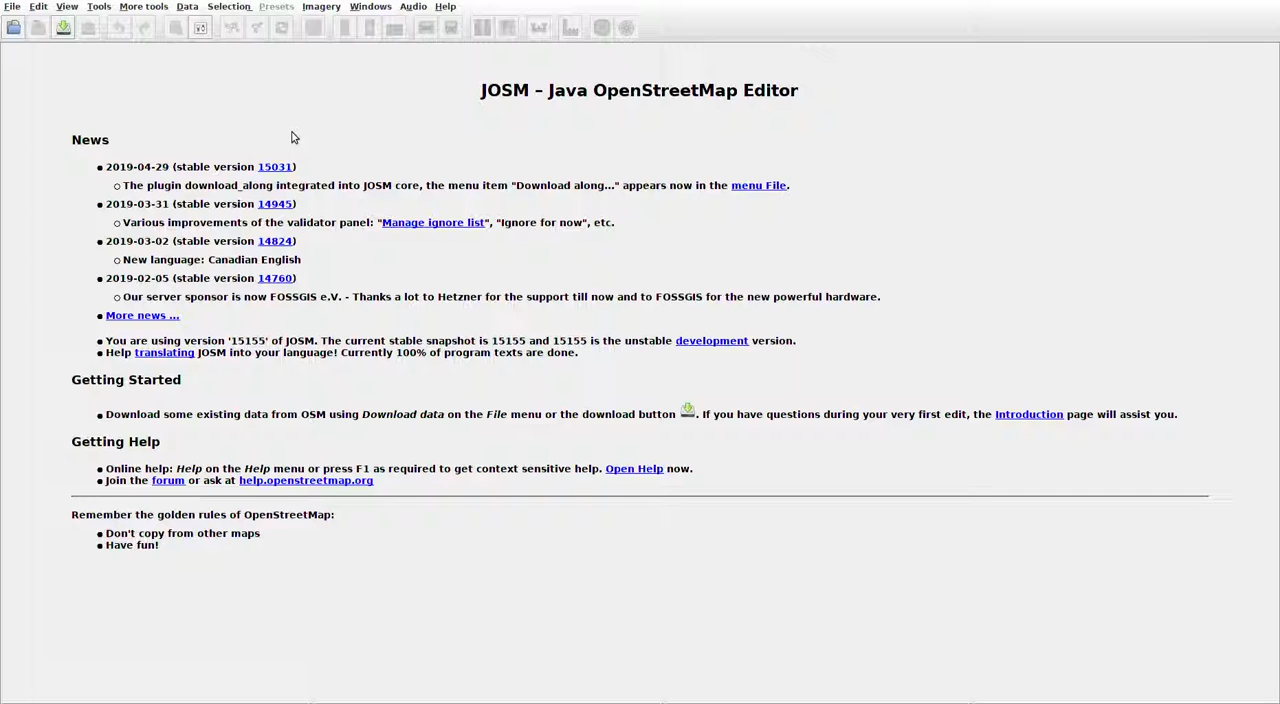 File Edit View Tools More tools Data Selection Presets Imagery Windows Audio Help
JOSM – Java OpenStreetMap Editor
News
2019-04-29 (stable version 15031)
The plugin download_along integrated into JOSM core, the menu item "Download along..." appears now in the menu File.
2019-03-31 (stable version 14945)
Various improvements of the validator panel: "Manage ignore list", "Ignore for now", etc.
2019-03-02 (stable version 14824)
New language: Canadian English
2019-02-05 (stable version 14760)
Our server sponsor is now FOSSGIS e.V. - Thanks a lot to Hetzner for the support till now and to FOSSGIS for the new powerful hardware.
More news ...
You are using version '15155' of JOSM. The current stable snapshot is 15155 and 15155 is the unstable development version.
Help translating JOSM into your language! Currently 100% of program texts are done.
Getting Started
Download some existing data from OSM using Download data on the File menu or the download button . If you have questions during your very first edit, the Introduction page will assist you.
Getting Help
Online help: Help on the Help menu or press F1 as required to get context sensitive help. Open Help now.
Join the forum or ask at help.openstreetmap.org
Remember the golden rules of OpenStreetMap:
Don't copy from other maps
Have fun!